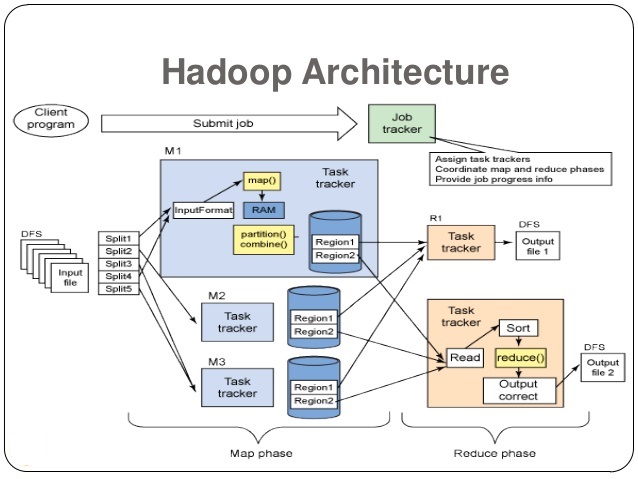 Hadoop Architecture
Client
program
Submit job
Job
tracker
Assign task trackers
Coordinate map and reduce phases
Provide job progress info
M1
Task
tracker
map()
InputFormat
RAM
partition()
combine()
Region1
Region2
DFS
Input
file
Split1
Split2
Split3
Split4
Split5
M2
Task
tracker
Region1
Region2
M3
Task
tracker
Region1
Region2
R1
Task
tracker
DFS
Output
file 1
Task
tracker
Sort
Read
reduce()
Output
correct
DFS
Output
file 2
Map phase
Reduce phase